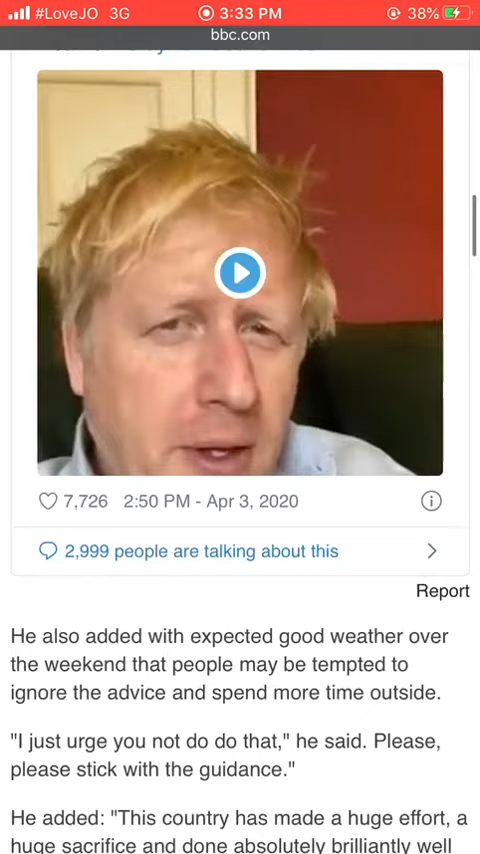 #LoveJO 3G 3:33 PM 38%
bbc.com
7,726 2:50 PM - Apr 3, 2020
2,999 people are talking about this
Report
He also added with expected good weather over
the weekend that people may be tempted to
ignore the advice and spend more time outside.
"I just urge you not do do that," he said. Please,
please stick with the guidance."
He added: "This country has made a huge effort, a
huge sacrifice and done absolutely brilliantly well